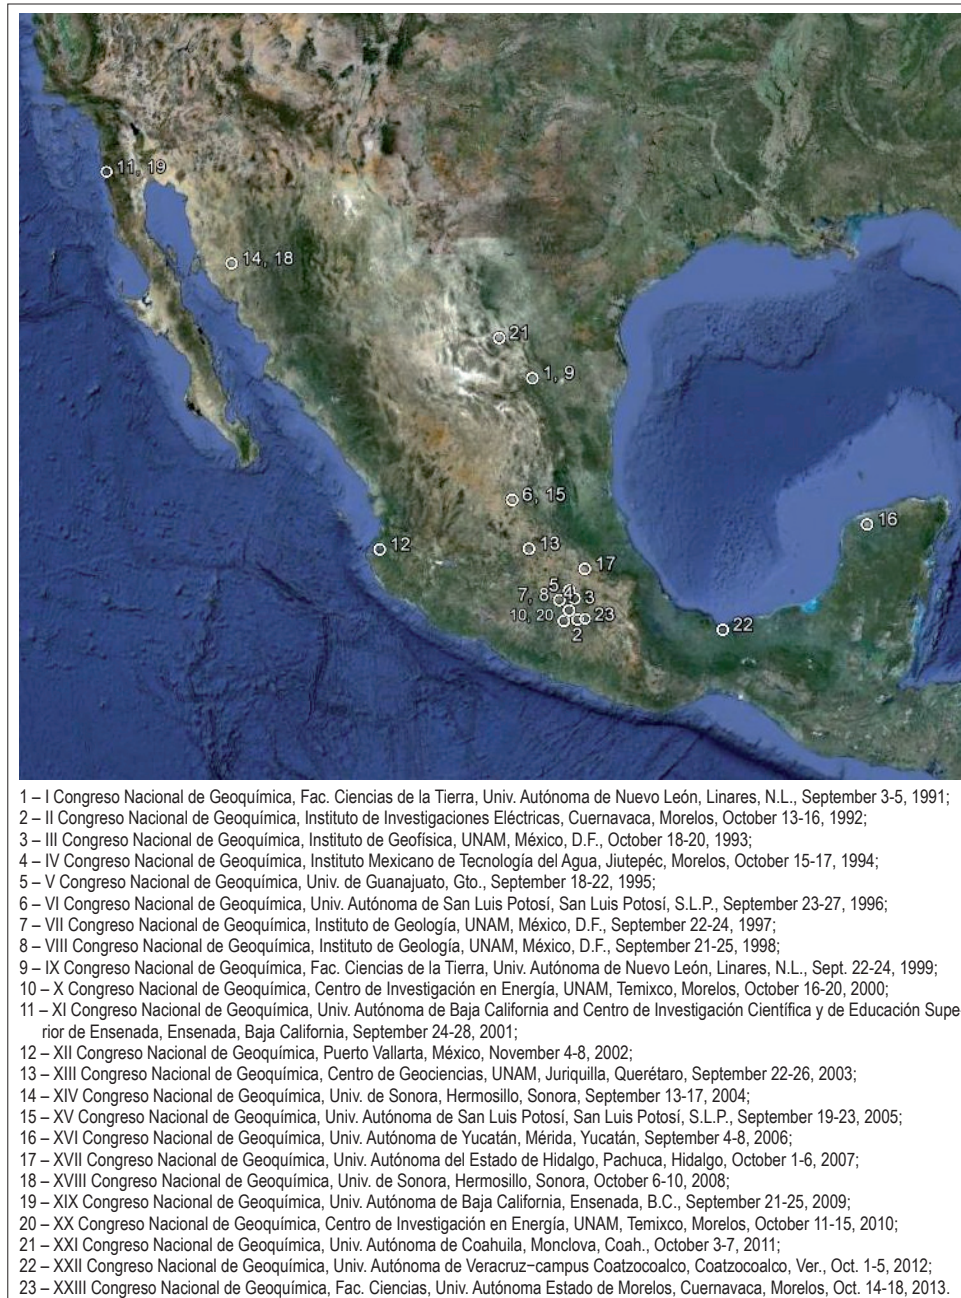 11, 19
14, 18
21
1, 9
6, 15
16
12
13
17
5
4
7, 8
3
10, 20
23
2
22
1 – I Congreso Nacional de Geoquímica, Fac. Ciencias de la Tierra, Univ. Autónoma de Nuevo León, Linares, N.L., September 3-5, 1991;
2 – II Congreso Nacional de Geoquímica, Instituto de Investigaciones Eléctricas, Cuernavaca, Morelos, October 13-16, 1992;
3 – III Congreso Nacional de Geoquímica, Instituto de Geofísica, UNAM, México, D.F., October 18-20, 1993;
4 – IV Congreso Nacional de Geoquímica, Instituto Mexicano de Tecnología del Agua, Jiutepéc, Morelos, October 15-17, 1994;
5 – V Congreso Nacional de Geoquímica, Univ. de Guanajuato, Gto., September 18-22, 1995;
6 – VI Congreso Nacional de Geoquímica, Univ. Autónoma de San Luis Potosí, San Luis Potosí, S.L.P., September 23-27, 1996;
7 – VII Congreso Nacional de Geoquímica, Instituto de Geología, UNAM, México, D.F., September 22-24, 1997;
8 – VIII Congreso Nacional de Geoquímica, Instituto de Geología, UNAM, México, D.F., September 21-25, 1998;
9 – IX Congreso Nacional de Geoquímica, Fac. Ciencias de la Tierra, Univ. Autónoma de Nuevo León, Linares, N.L., Sept. 22-24, 1999;
10 – X Congreso Nacional de Geoquímica, Centro de Investigación en Energía, UNAM, Temixco, Morelos, October 16-20, 2000;
11 – XI Congreso Nacional de Geoquímica, Univ. Autónoma de Baja California and Centro de Investigación Científica y de Educación Supe-
rior de Ensenada, Ensenada, Baja California, September 24-28, 2001;
12 – XII Congreso Nacional de Geoquímica, Puerto Vallarta, México, November 4-8, 2002;
13 – XIII Congreso Nacional de Geoquímica, Centro de Geociencias, UNAM, Juriquilla, Querétaro, September 22-26, 2003;
14 – XIV Congreso Nacional de Geoquímica, Univ. de Sonora, Hermosillo, Sonora, September 13-17, 2004;
15 – XV Congreso Nacional de Geoquímica, Univ. Autónoma de San Luis Potosí, San Luis Potosí, S.L.P., September 19-23, 2005;
16 – XVI Congreso Nacional de Geoquímica, Univ. Autónoma de Yucatán, Mérida, Yucatán, September 4-8, 2006;
17 – XVII Congreso Nacional de Geoquímica, Univ. Autónoma del Estado de Hidalgo, Pachuca, Hidalgo, October 1-6, 2007;
18 – XVIII Congreso Nacional de Geoquímica, Univ. de Sonora, Hermosillo, Sonora, October 6-10, 2008;
19 – XIX Congreso Nacional de Geoquímica, Univ. Autónoma de Baja California, Ensenada, B.C., September 21-25, 2009;
20 – XX Congreso Nacional de Geoquímica, Centro de Investigación en Energía, UNAM, Temixco, Morelos, October 11-15, 2010;
21 – XXI Congreso Nacional de Geoquímica, Univ. Autónoma de Coahuila, Monclova, Coah., October 3-7, 2011;
22 – XXII Congreso Nacional de Geoquímica, Univ. Autónoma de Veracruz−campus Coatzocoalco, Coatzocoalco, Ver., Oct. 1-5, 2012;
23 – XXIII Congreso Nacional de Geoquímica, Fac. Ciencias, Univ. Autónoma Estado de Morelos, Cuernavaca, Morelos, Oct. 14-18, 2013.